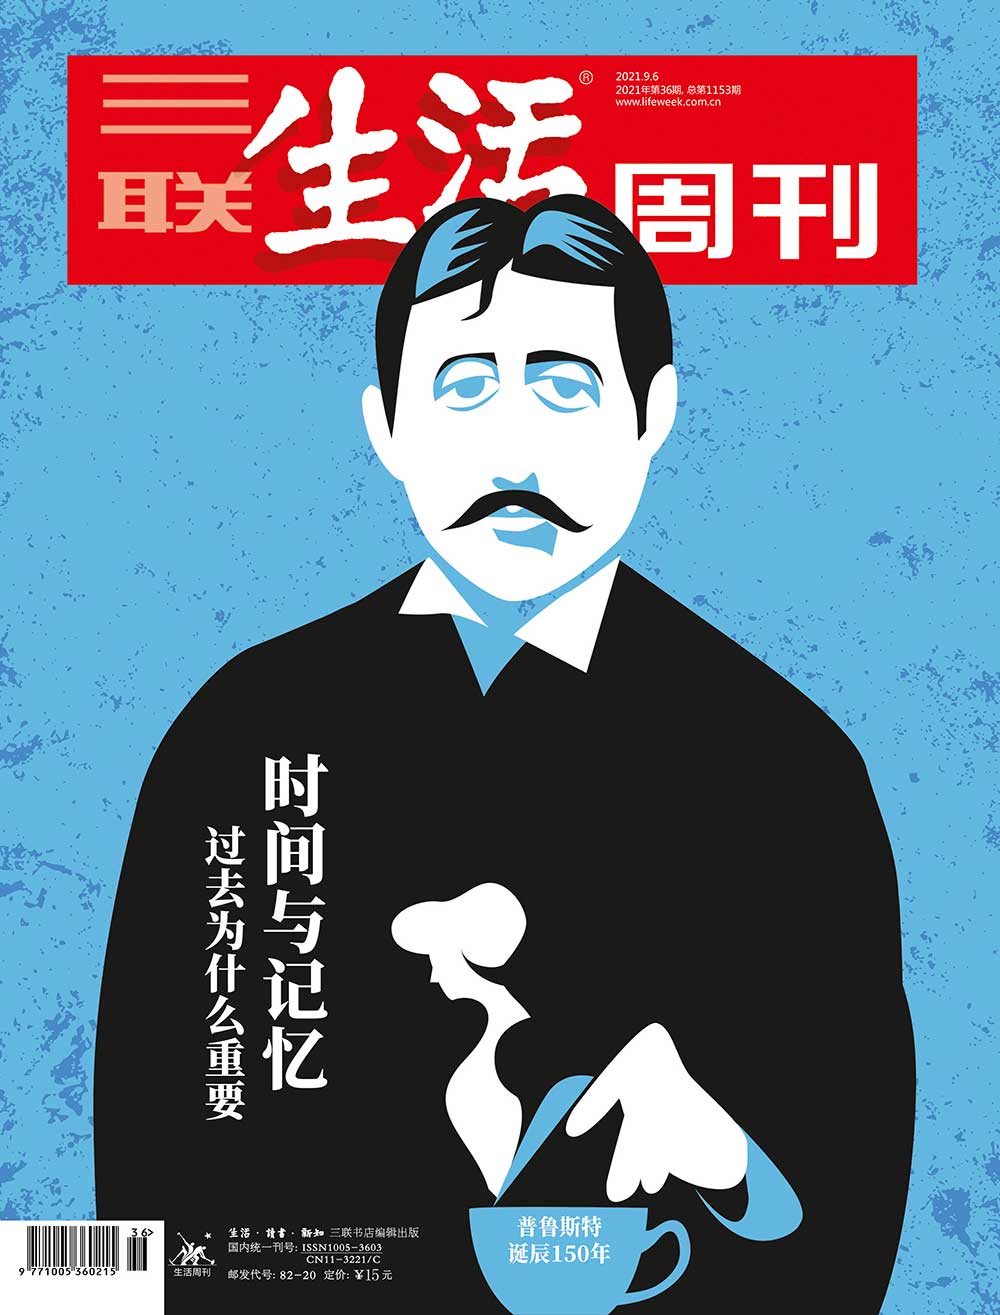 三联生活周刊
®
2021.9.6
2021年第36期, 总第1153期
www.lifeweek.com.cn
时间与记忆
过去为什么重要
普鲁斯特
诞辰150年
36>
9 771005 360215
生活周刊
生活·读书·新知 三联书店编辑出版
国内统一刊号: ISSN1005-3603
CN11-3221/C
邮发代号: 82-20 定价: ¥15元